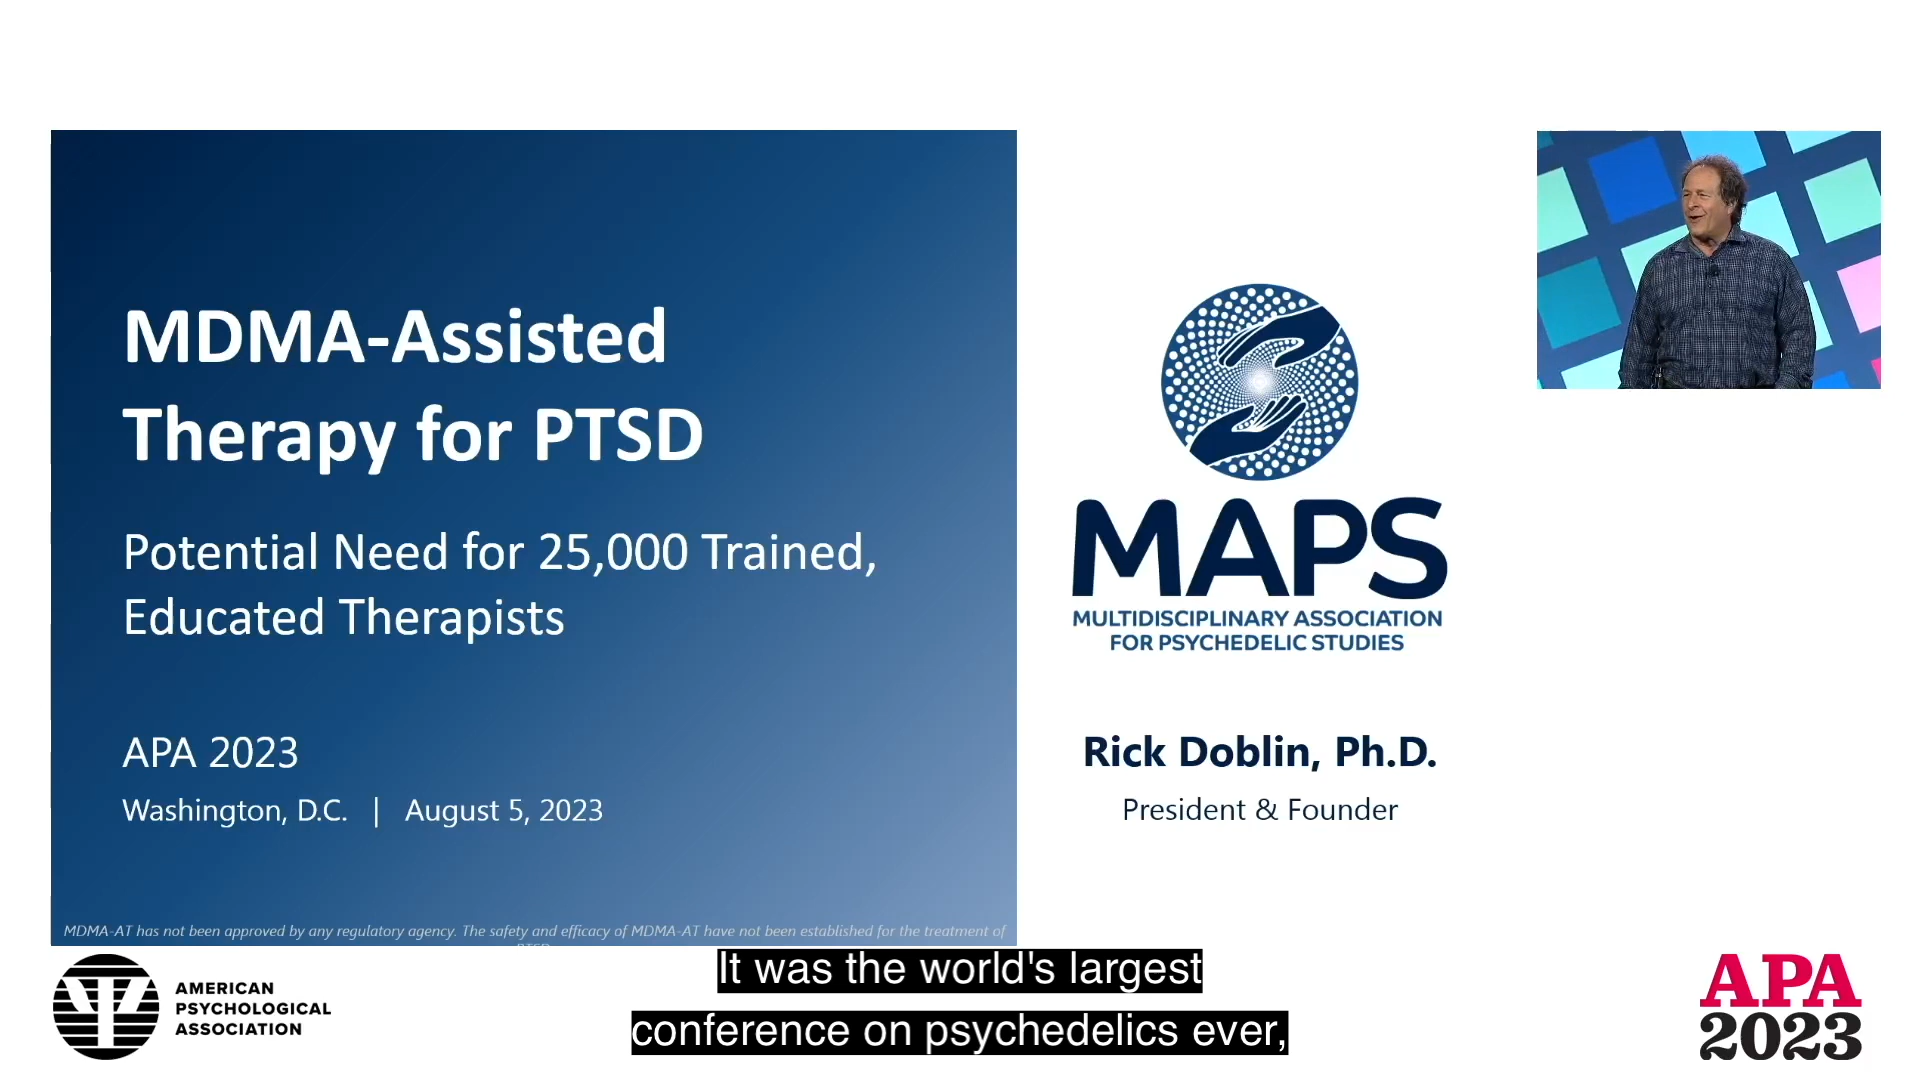 MDMA-Assisted
Therapy for PTSD
Potential Need for 25,000 Trained,
Educated Therapists
APA 2023
Washington, D.C. | August 5, 2023
MDMA-AT has not been approved by any regulatory agency. The safety and efficacy of MDMA-AT have not been established for the treatment of
MAPS
MULTIDISCIPLINARY ASSOCIATION
FOR PSYCHEDELIC STUDIES
Rick Doblin, Ph.D.
President & Founder
AMERICAN
PSYCHOLOGICAL
ASSOCIATION
It was the world's largest
conference on psychedelics ever,
APA
2023